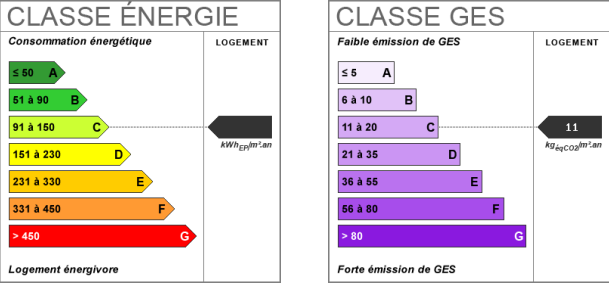 CLASSE ÉNERGIE
Consommation énergétique
LOGEMENT
≤ 50 A
51 à 90 B
91 à 150 C
kWhEP/m².an
151 à 230 D
231 à 330 E
331 à 450 F
> 450 G
Logement énergivore
CLASSE GES
Faible émission de GES
LOGEMENT
≤ 5 A
6 à 10 B
11 à 20 C
11
kgéqCO2/m².an
21 à 35 D
36 à 55 E
56 à 80 F
> 80 G
Forte émission de GES